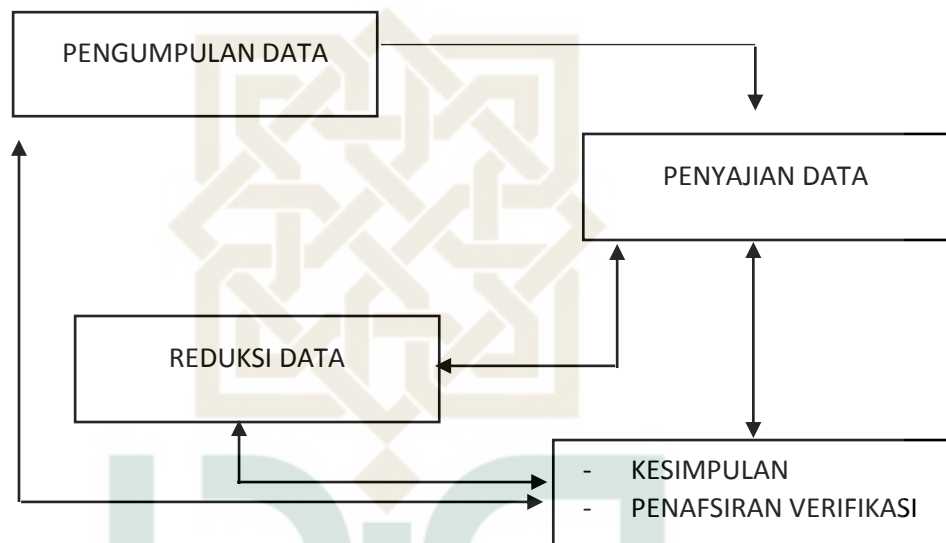 PENGUMPULAN DATA
PENYAJIAN DATA
REDUKSI DATA
- KESIMPULAN
- PENAFSIRAN VERIFIKASI